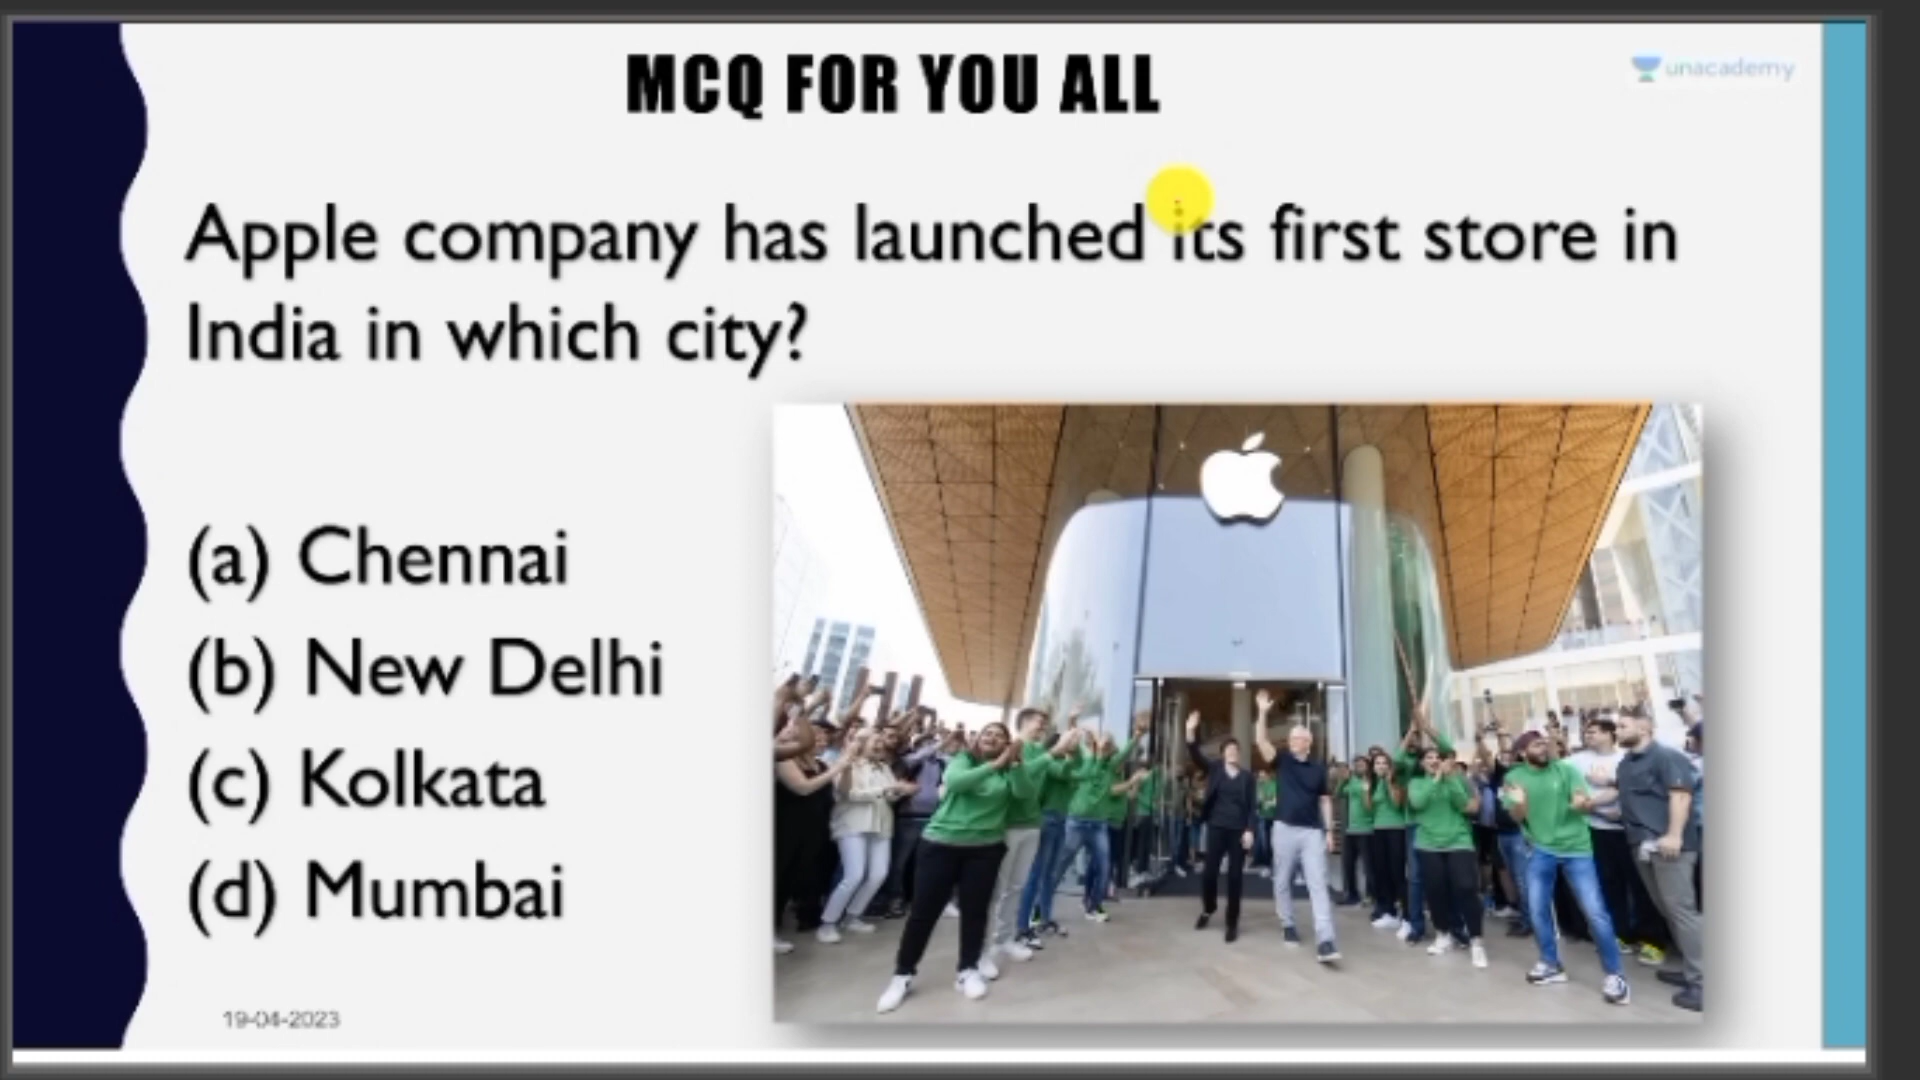 MCQ FOR YOU ALL
unacademy
Apple company has launched its first store in
India in which city?
(a) Chennai
(b) New Delhi
(c) Kolkata
(d) Mumbai
19-04-2023